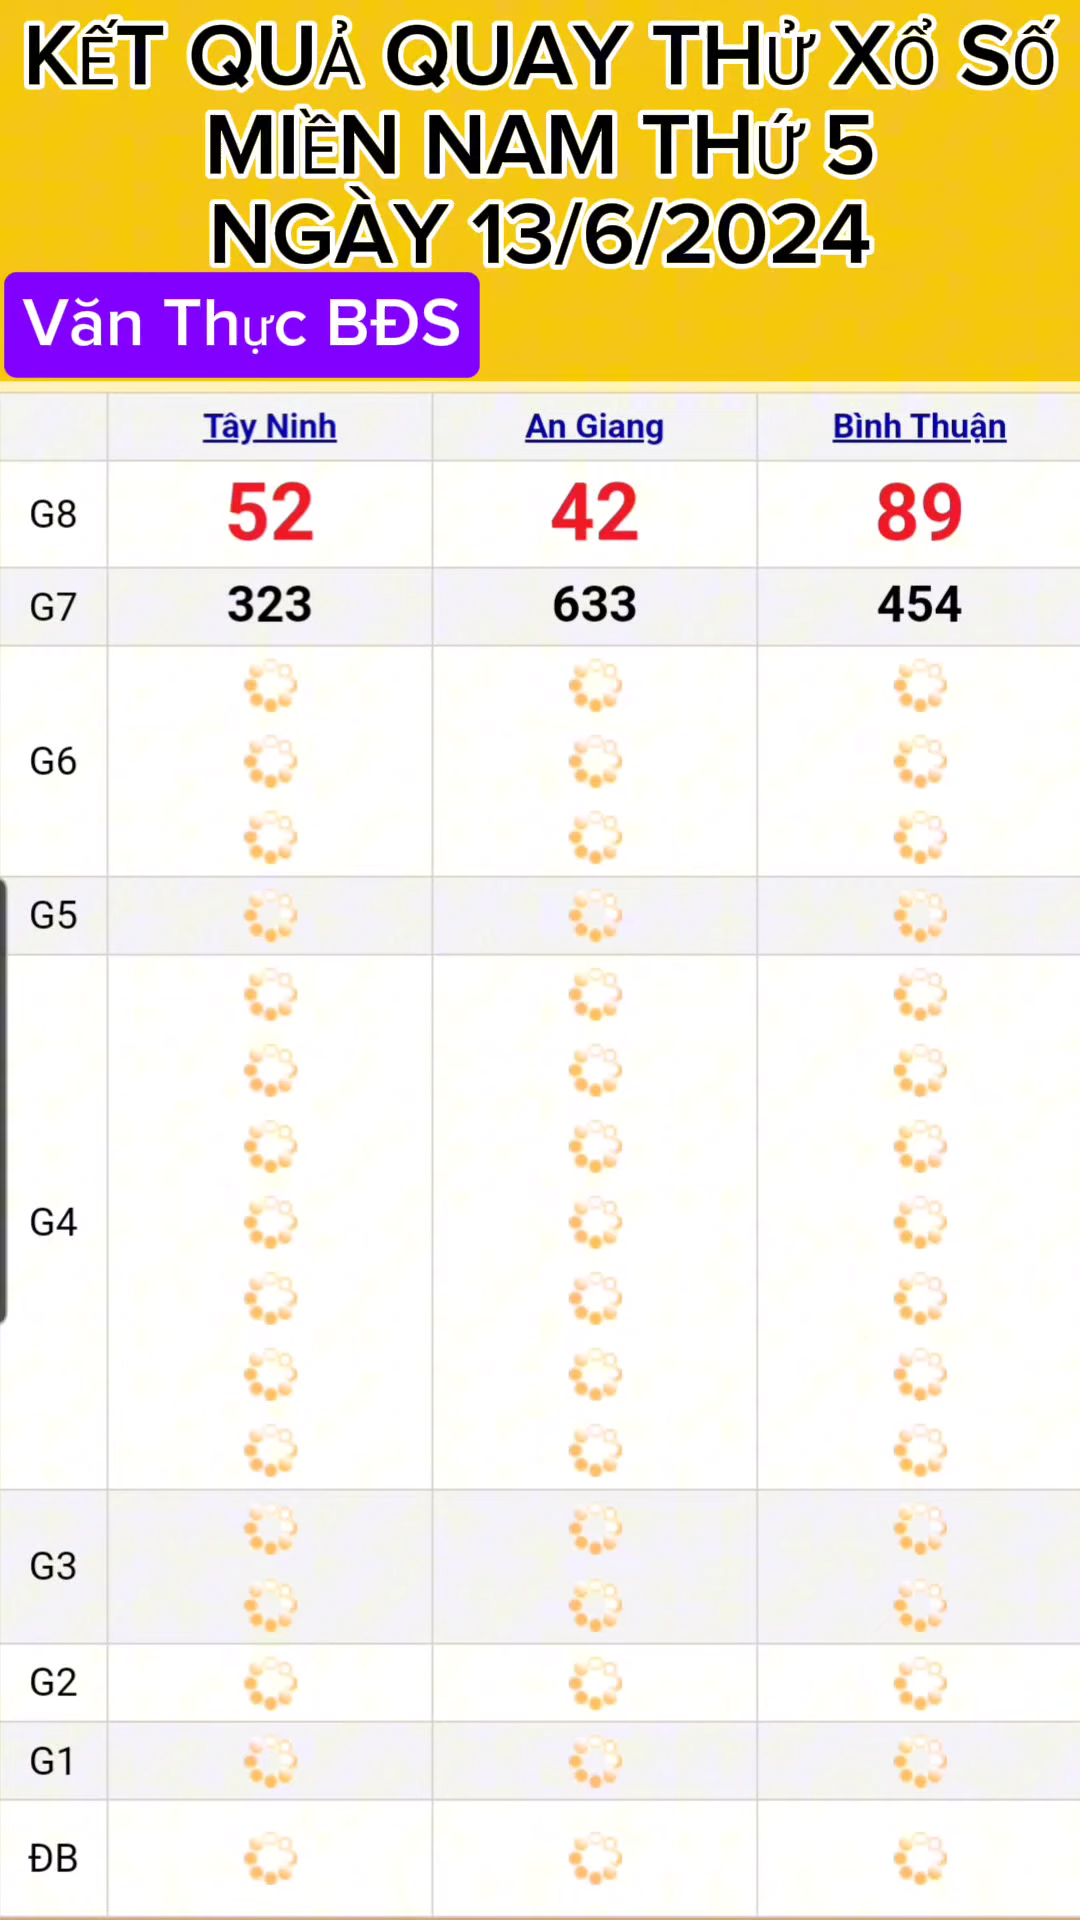 KẾT QUẢ QUAY THỬ XỔ SỐ
MIỀN NAM THỨ 5
NGÀY 13/6/2024
Văn Thực BĐS
Tây Ninh An Giang Bình Thuận
G8 52 42 89
G7 323 633 454
G6
G5
G4
G3
G2
G1
ĐB